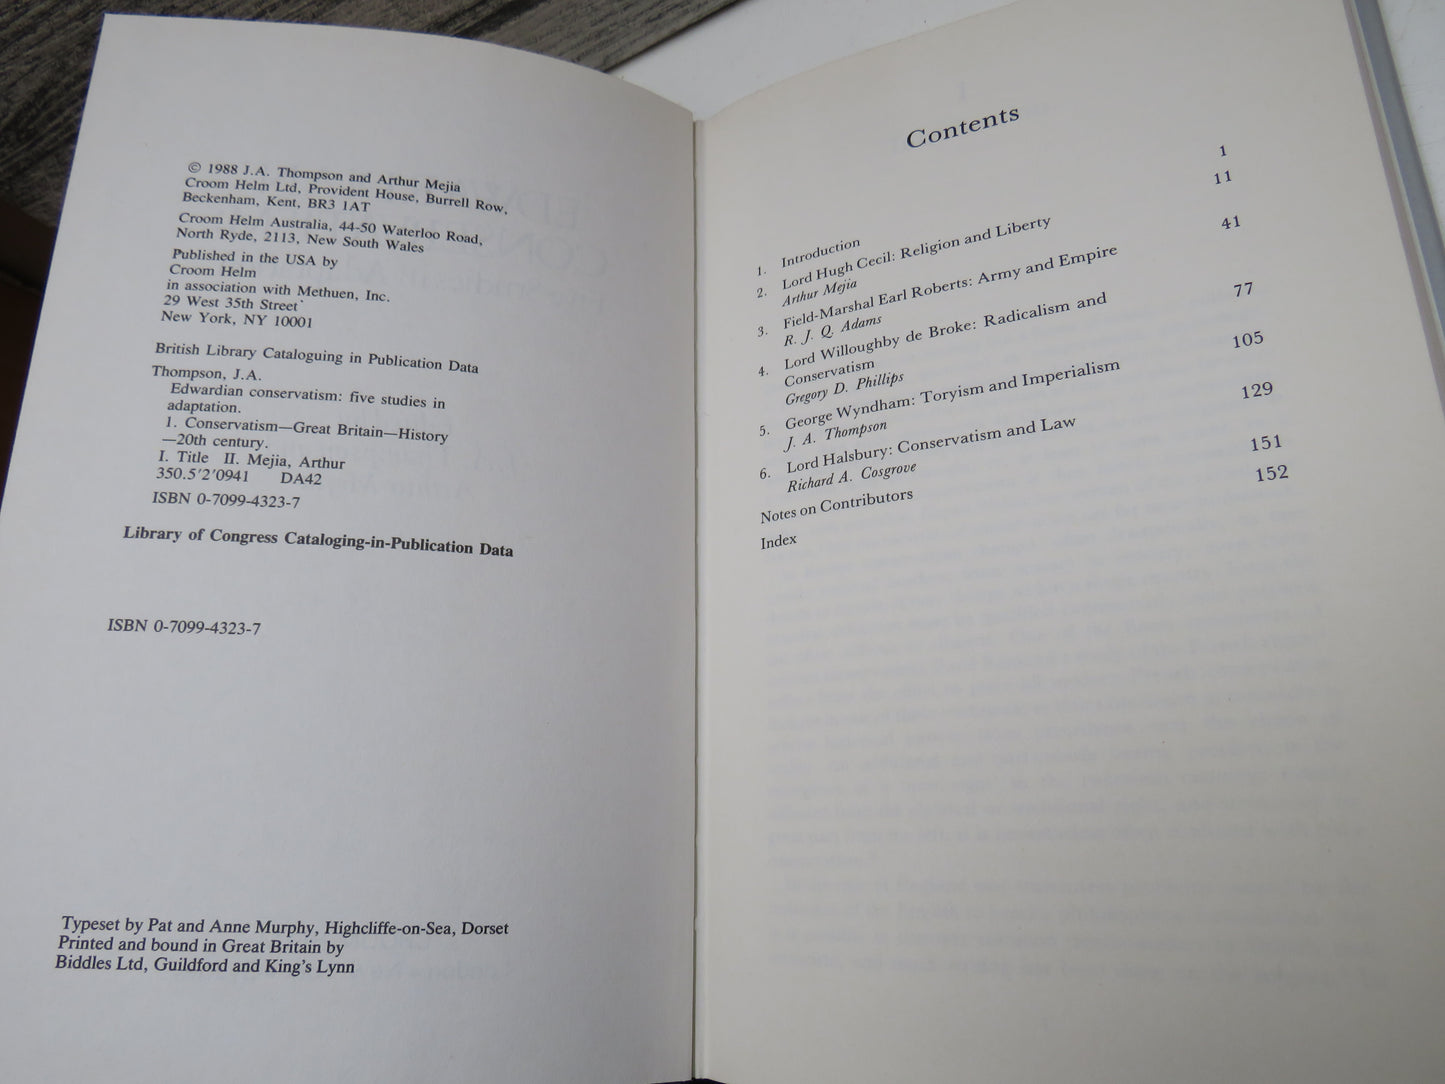 © 1988 J.A. Thompson and Arthur Mejia
Croom Helm Ltd, Provident House, Burrell Row,
Beckenham, Kent, BR3 1AT
Croom Helm Australia, 44-50 Waterloo Road,
North Ryde, 2113, New South Wales
Published in the USA by
Croom Helm
in association with Methuen, Inc.
29 West 35th Street
New York, NY 10001
British Library Cataloguing in Publication Data
Thompson, J.A.
Edwardian conservatism: five studies in
adaptation.
1. Conservatism—Great Britain—History
—20th century.
I. Title II. Mejia, Arthur
350.5'2'0941 DA42
ISBN 0-7099-4323-7
Library of Congress Cataloging-in-Publication Data
ISBN 0-7099-4323-7
Typeset by Pat and Anne Murphy, Highcliffe-on-Sea, Dorset
Printed and bound in Great Britain by
Biddles Ltd, Guildford and King's Lynn
Contents
1. Introduction 1
2. Lord Hugh Cecil: Religion and Liberty 11
Arthur Mejia
3. Field-Marshal Earl Roberts: Army and Empire 41
R. J. Q. Adams
4. Lord Willoughby de Broke: Radicalism and
Conservatism 77
Gregory D. Phillips
5. George Wyndham: Toryism and Imperialism 105
J. A. Thompson
6. Lord Halsbury: Conservatism and Law 129
Richard A. Cosgrove
Notes on Contributors 151
Index 152